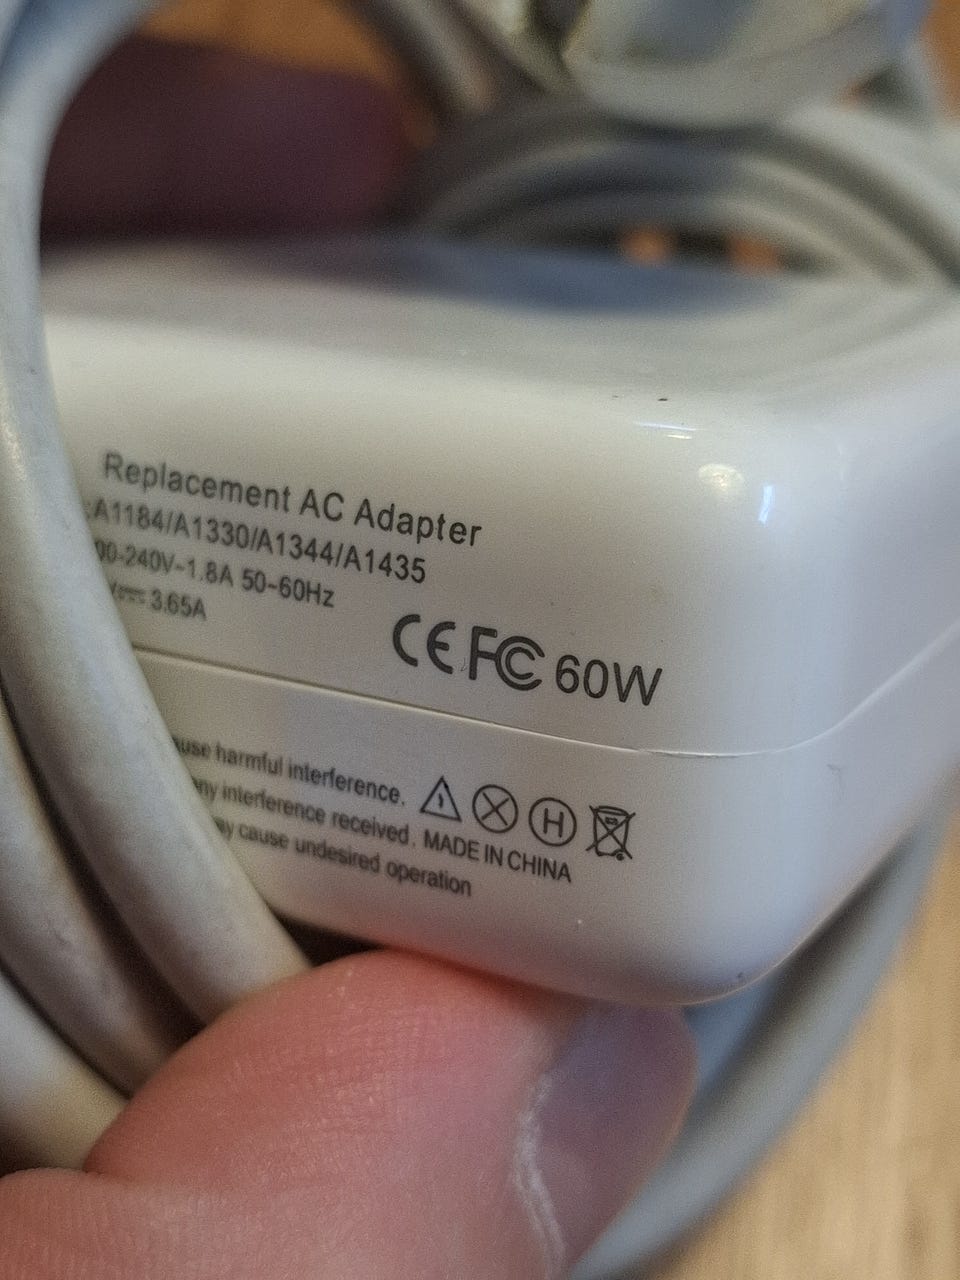 Replacement AC Adapter
:A1184/A1330/A1344/A1435
00-240V~1.8A 50~60Hz
3.65A
CE FC 60W
ause harmful interference.
any interference received. MADE IN CHINA
ay cause undesired operation